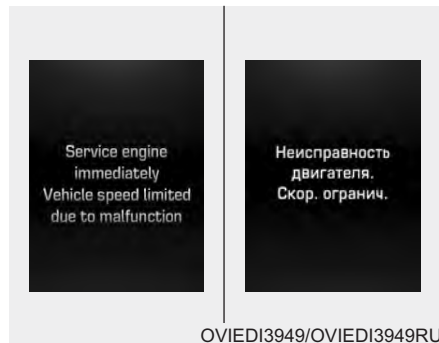 Service engine
immediately
Vehicle speed limited
due to malfunction
Неисправность
двигателя.
Скор. огранич.
OVIEDI3949/OVIEDI3949RU